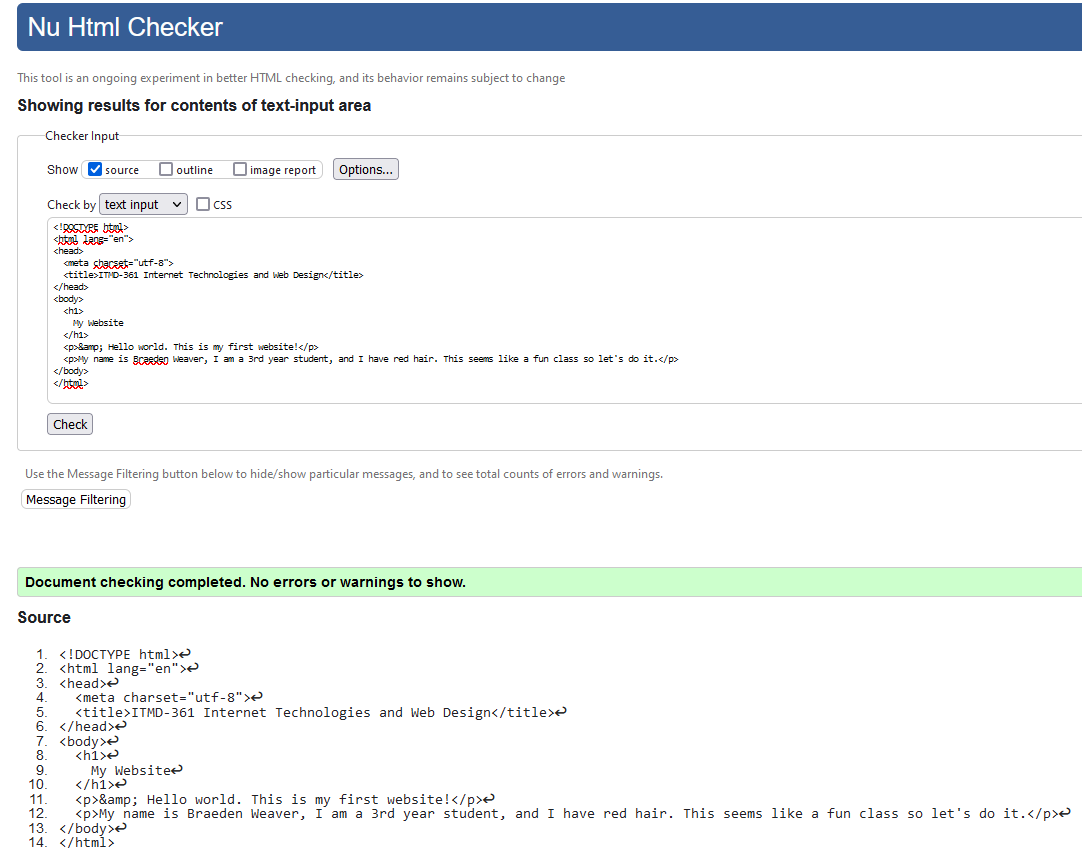 Nu Html Checker
This tool is an ongoing experiment in better HTML checking, and its behavior remains subject to change
Showing results for contents of text-input area
Checker Input
Show source outline image report Options...
Check by text input CSS
<!DOCTYPE html>
<html lang="en">
<head>
  <meta charset="utf-8">
  <title>ITMD-361 Internet Technologies and Web Design</title>
</head>
<body>
  <h1>
    My Website
  </h1>
  <p>&amp; Hello world. This is my first website!</p>
  <p>My name is Braeden Weaver, I am a 3rd year student, and I have red hair. This seems like a fun class so let's do it.</p>
</body>
</html>
Check
Use the Message Filtering button below to hide/show particular messages, and to see total counts of errors and warnings.
Message Filtering
Document checking completed. No errors or warnings to show.
Source
1. <!DOCTYPE html>↩
2. <html lang="en">↩
3. <head>↩
4.   <meta charset="utf-8">↩
5.   <title>ITMD-361 Internet Technologies and Web Design</title>↩
6. </head>↩
7. <body>↩
8.   <h1>↩
9.     My Website↩
10.   </h1>↩
11.   <p>&amp; Hello world. This is my first website!</p>↩
12.   <p>My name is Braeden Weaver, I am a 3rd year student, and I have red hair. This seems like a fun class so let's do it.</p>↩
13. </body>↩
14. </html>